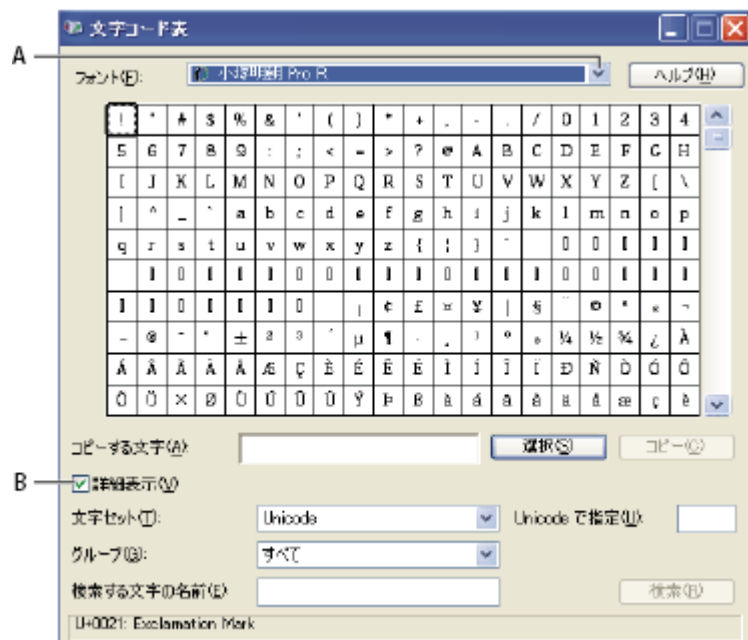 文字コード表
A
フォント(F):
小塚明朝 Pro R
ヘルプ(H)
! " # $ % & ' ( ) * + , - . / 0 1 2 3 4
5 6 7 8 9 : ; < = > ? @ A B C D E F G H
I J K L M N O P Q R S T U V W X Y Z [ \
] ^ _ ` a b c d e f g h i j k l m n o p
q r s t u v w x y z { | } ~
¡ ¢ £ ¤ ¥ ¦ § ¨ © ª « ¬
- ® ¯ ° ± ² ³ ´ µ ¶ · ¸ ¹ º » ¼ ½ ¾ ¿ À
Á Â Ã Ä Å Æ Ç È É Ê Ë Ì Í Î Ï Ð Ñ Ò Ó Ô
Õ Ö × Ø Ù Ú Û Ü Ý Þ ß à á â ã ä å æ ç è
コピーする文字(A):
選択(S)
コピー(C)
B
詳細表示(V)
文字セット(T):
Unicode
Unicode で指定(U):
グループ(G):
すべて
検索する文字の名前(E)
検索(R)
U+0021: Exclamation Mark